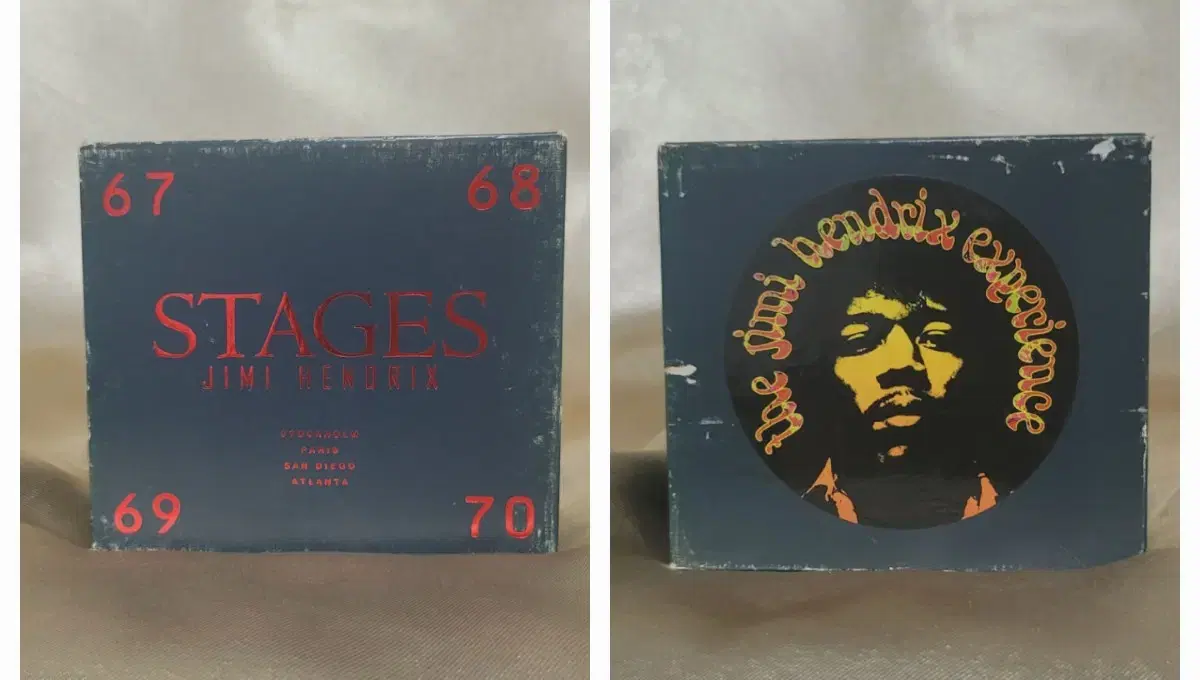 67
68
STAGES
JIMI HENDRIX
STOCKHOLM
PARIS
SAN DIEGO
ATLANTA
69
70
the jimi hendrix experience